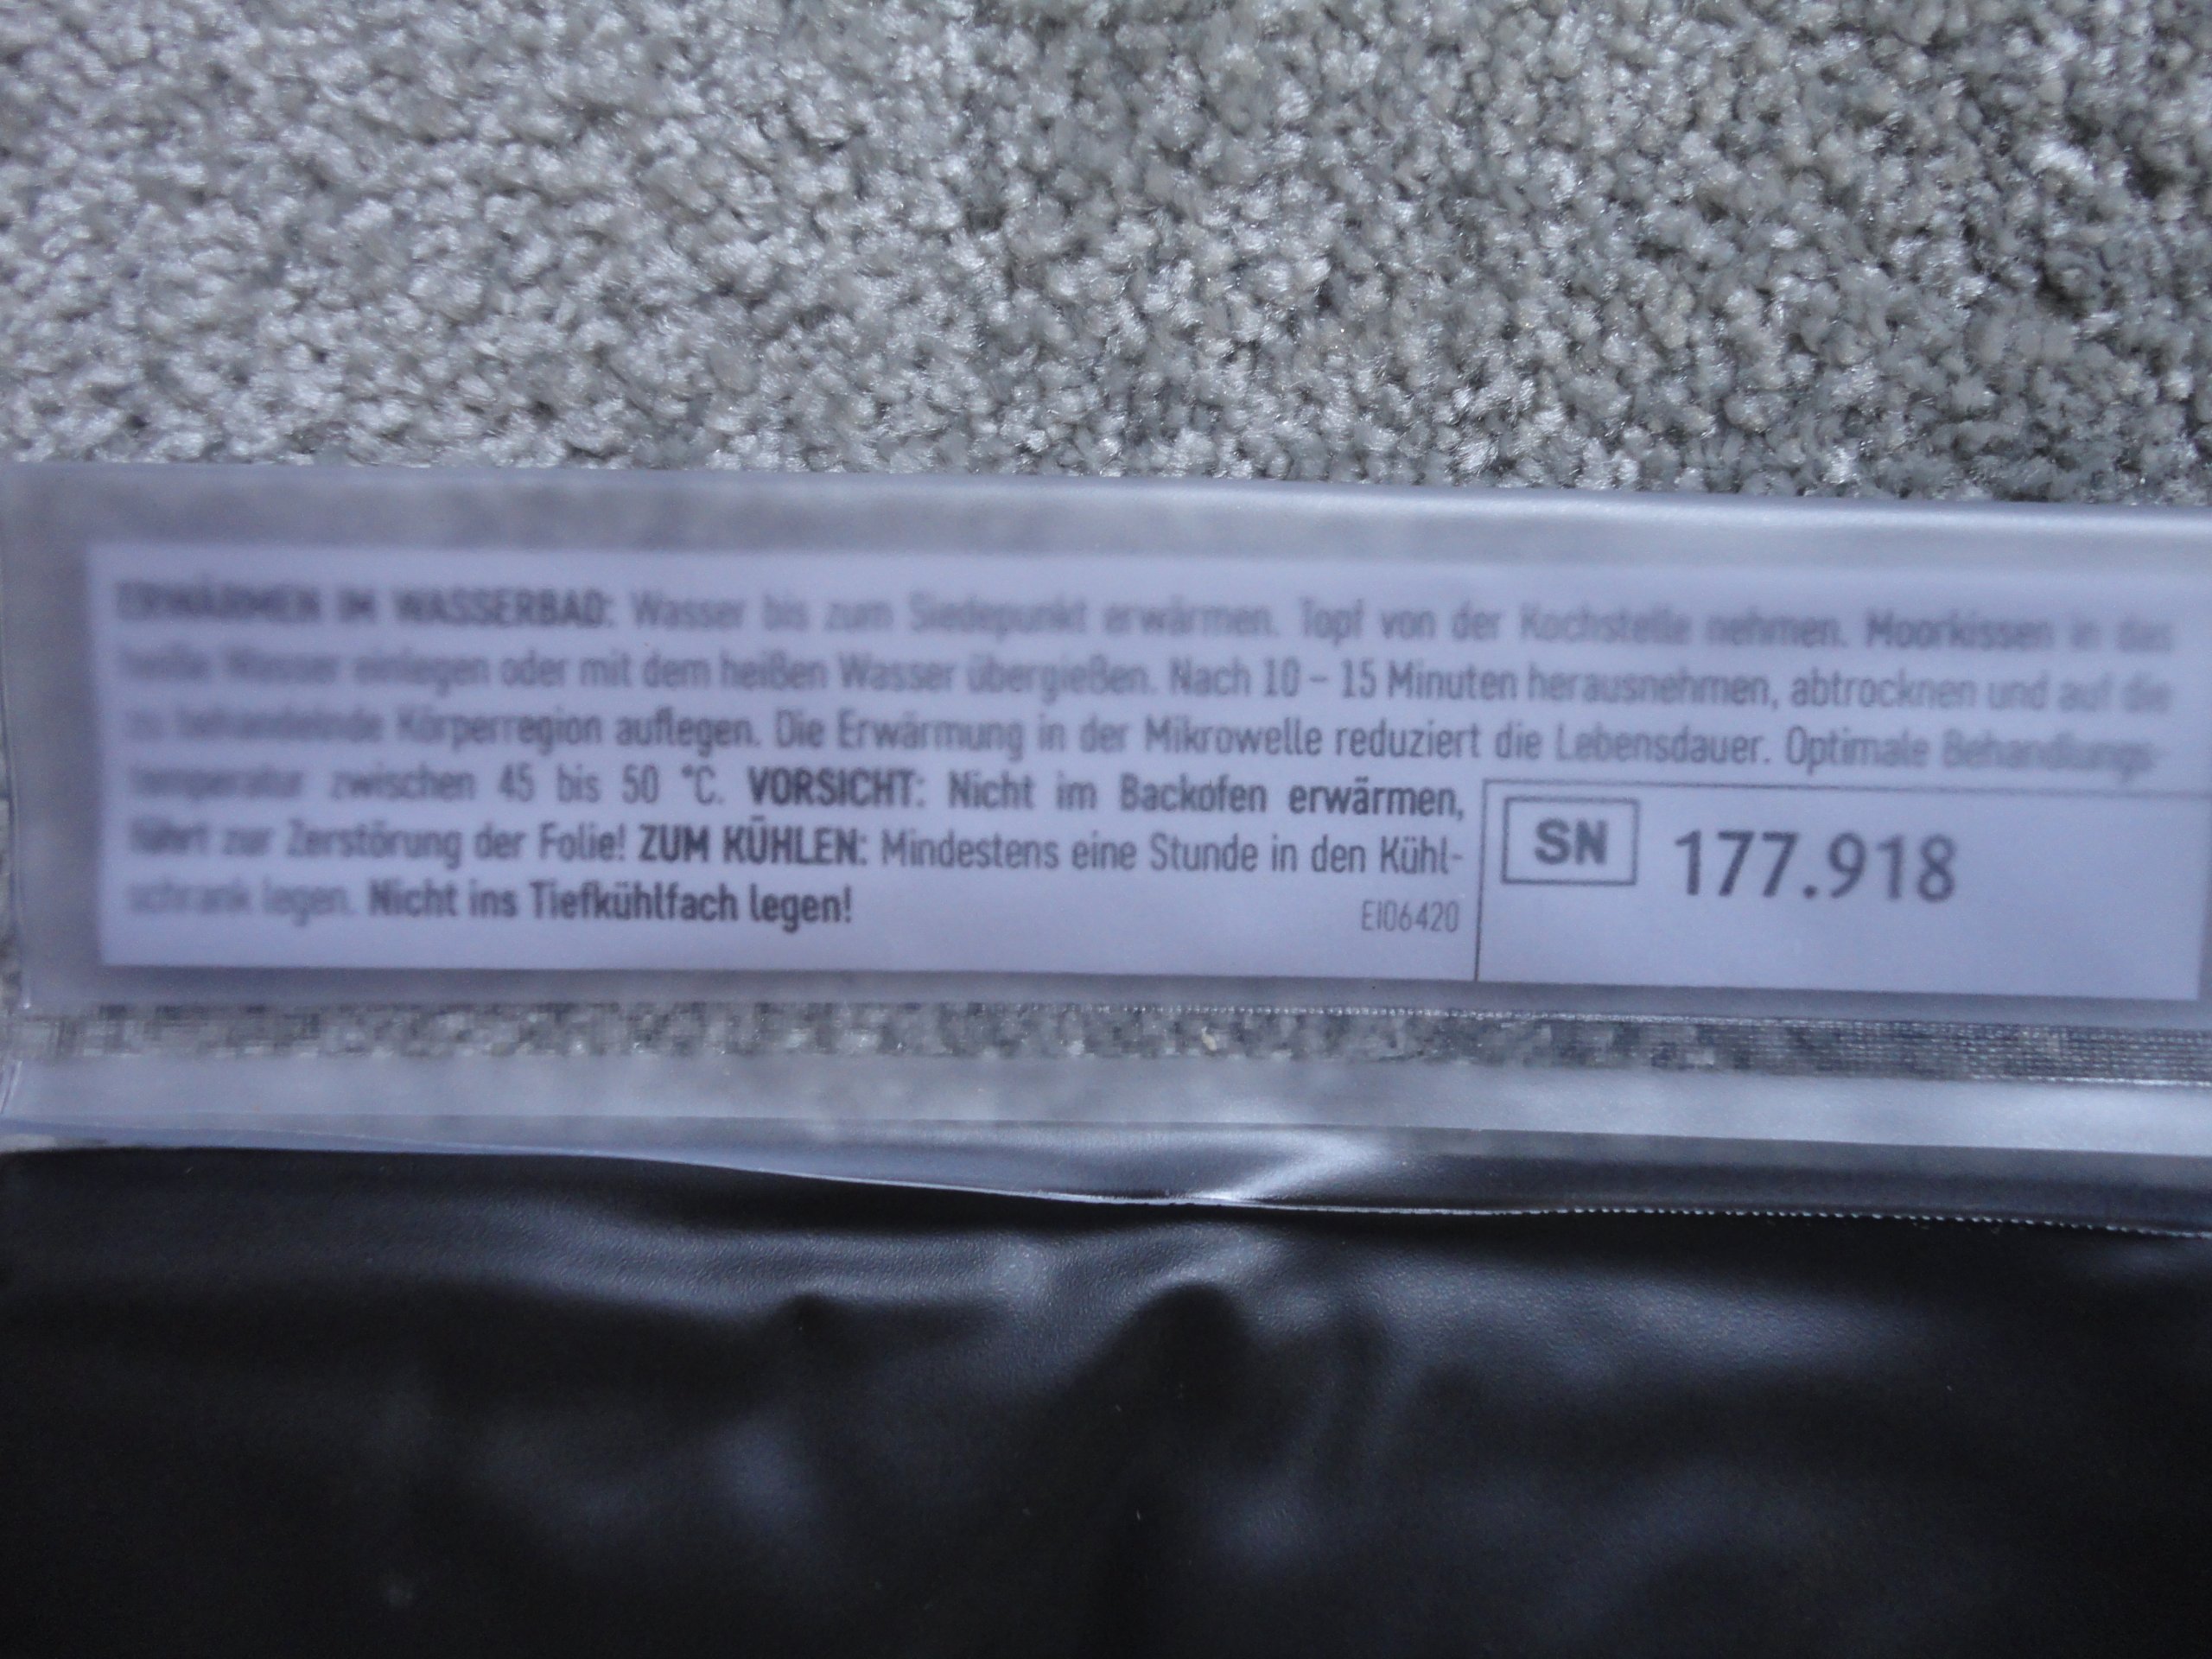 ERWÄRMEN IM WASSERBAD: Wasser bis zum Siedepunkt erwärmen. Topf von der Kochstelle nehmen. Moorkissen in das
heiße Wasser einlegen oder mit dem heißen Wasser übergießen. Nach 10 – 15 Minuten herausnehmen, abtrocknen und auf die
zu behandelnde Körperregion auflegen. Die Erwärmung in der Mikrowelle reduziert die Lebensdauer. Optimale Behandlungs-
temperatur zwischen 45 bis 50 °C. VORSICHT: Nicht im Backofen erwärmen,
führt zur Zerstörung der Folie! ZUM KÜHLEN: Mindestens eine Stunde in den Kühl-
schrank legen. Nicht ins Tiefkühlfach legen!
EI06420
SN 177.918